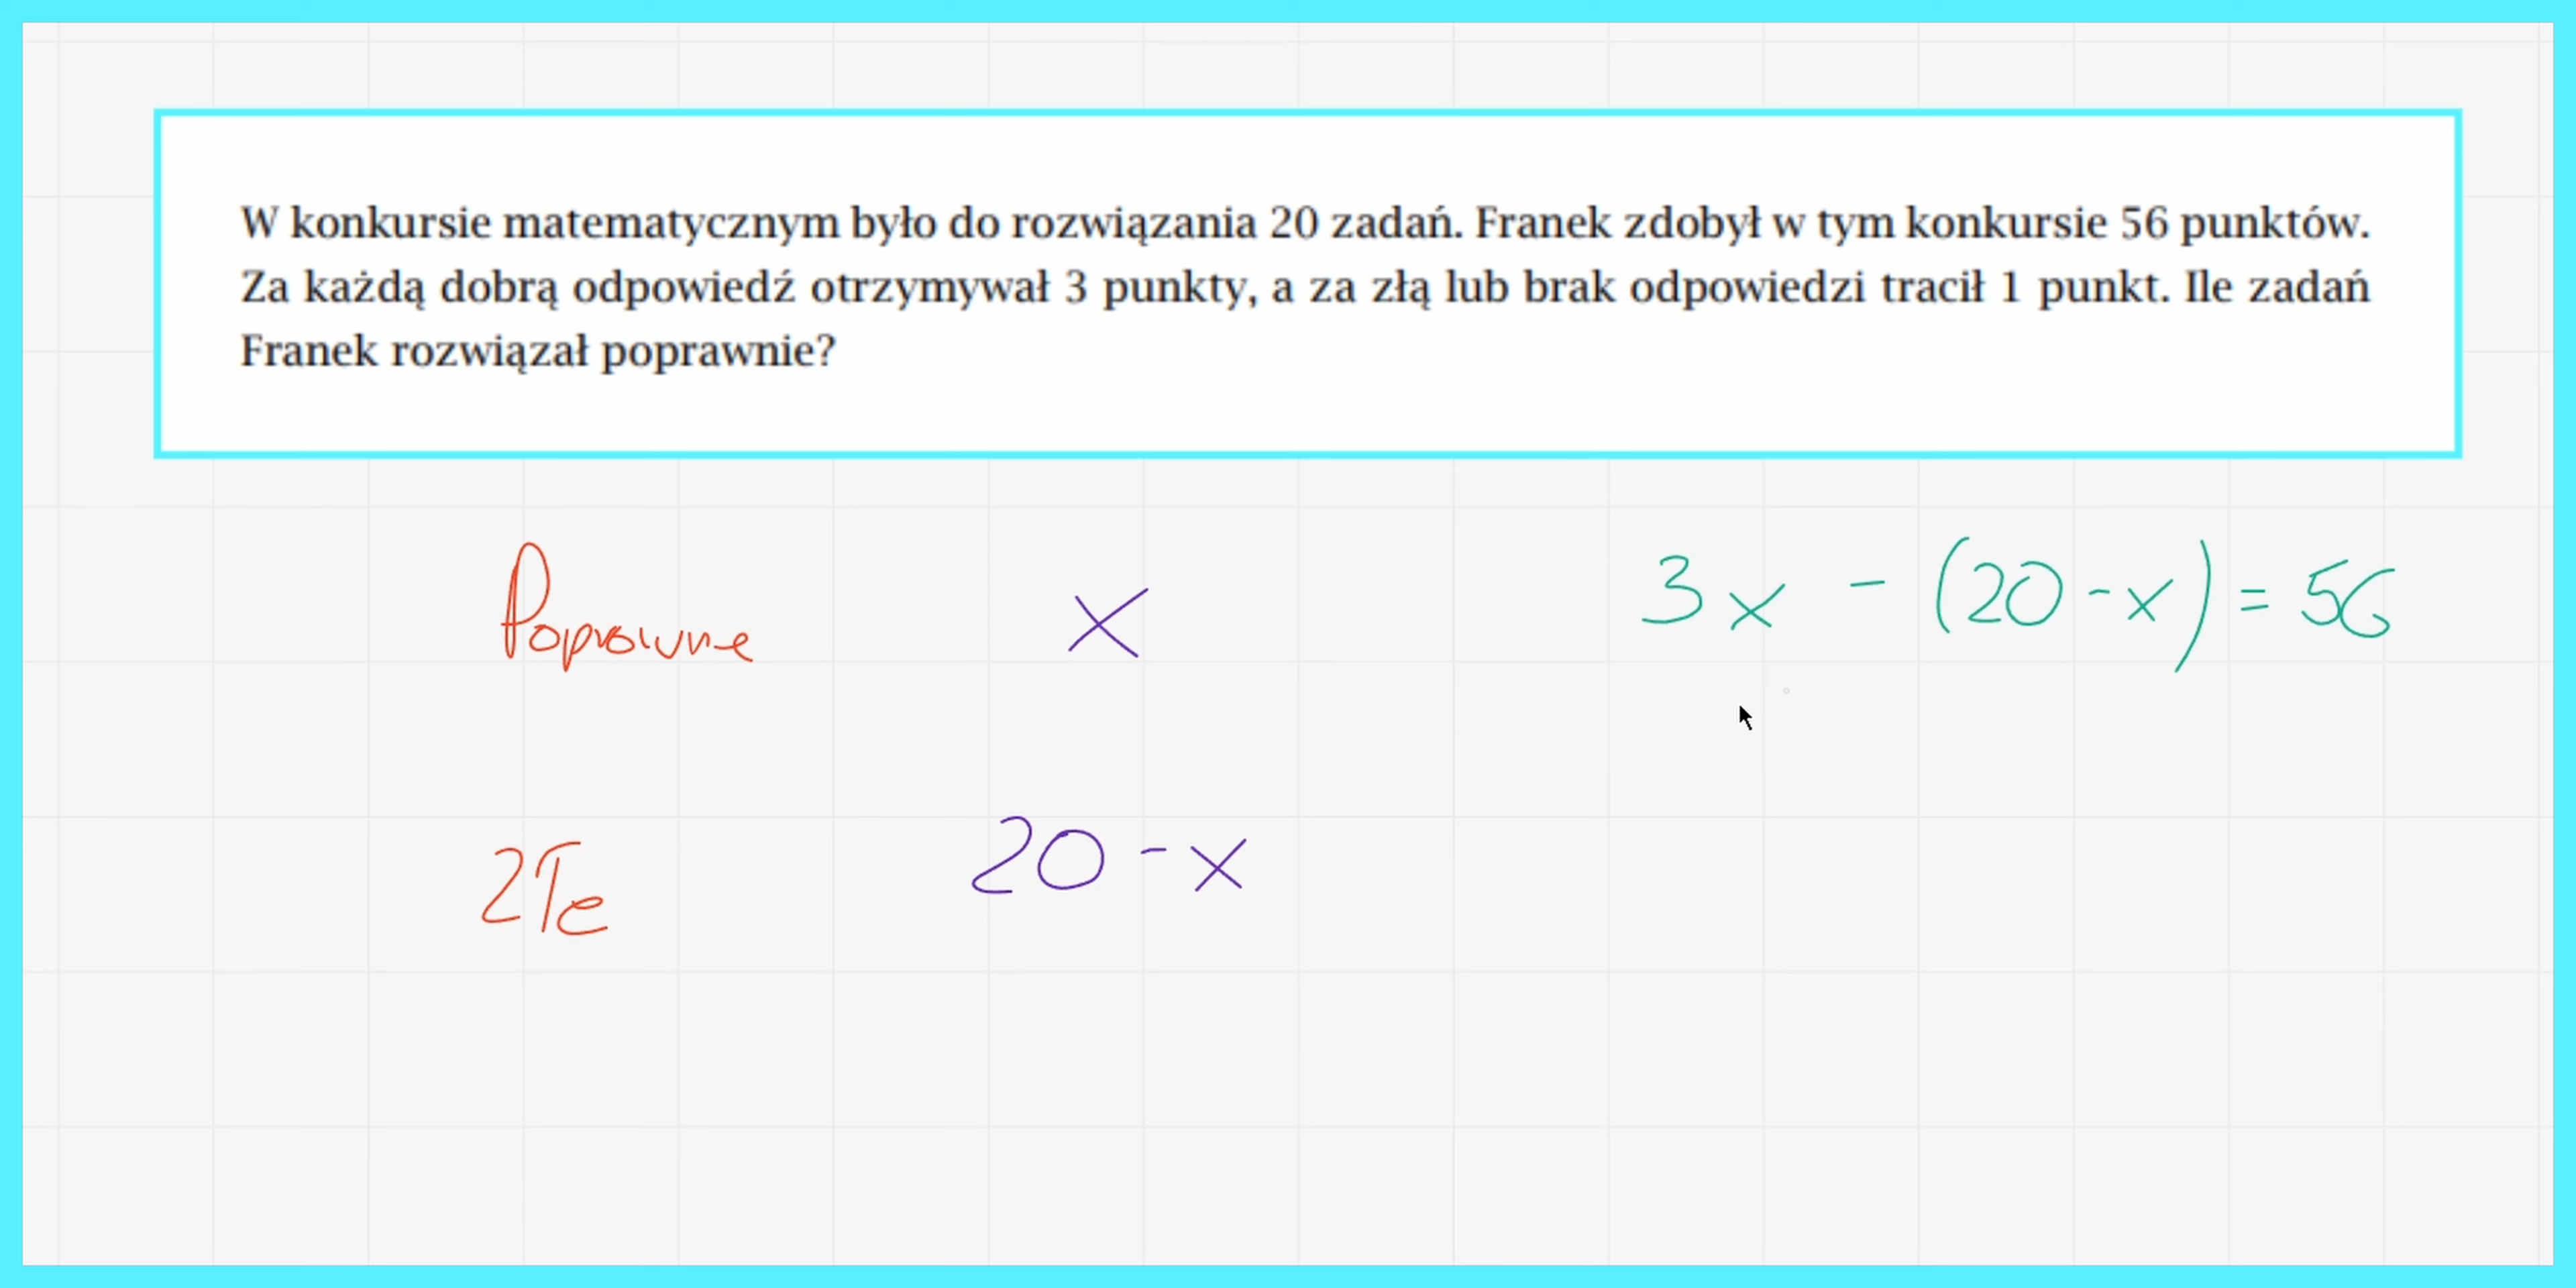 W konkursie matematycznym było do rozwiązania 20 zadań. Franek zdobył w tym konkursie 56 punktów.
Za każdą dobrą odpowiedź otrzymywał 3 punkty, a za złą lub brak odpowiedzi tracił 1 punkt. Ile zadań
Franek rozwiązał poprawnie?
Poprawne x 3x - (20 - x) = 56
Złe 20 - x